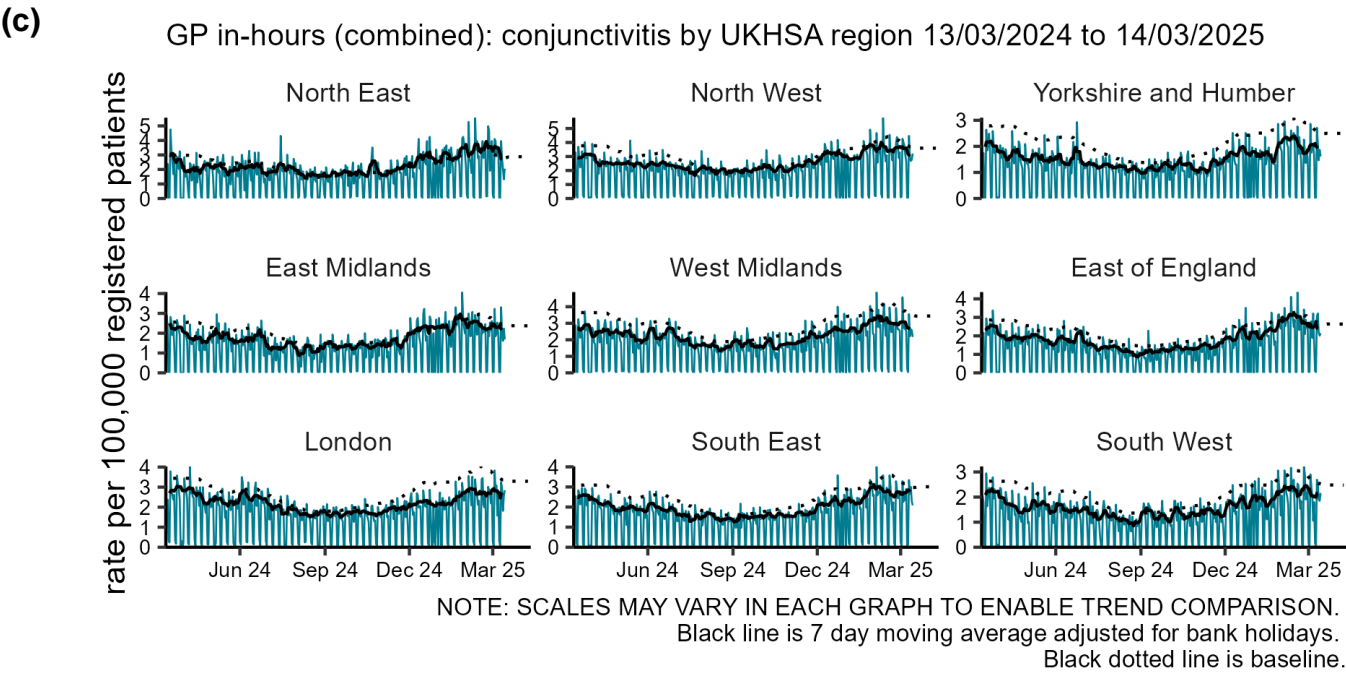 (c)
GP in-hours (combined): conjunctivitis by UKHSA region 13/03/2024 to 14/03/2025
rate per 100,000 registered patients
North East
5
4
3
2
0
North West
5
4
3
2
1
0
Yorkshire and Humber
3
2
1
0
East Midlands
4
3
2
1
0
West Midlands
4
3
2
1
0
East of England
4
3
2
1
0
London
4
3
2
1
0
Jun 24 Sep 24 Dec 24 Mar 25
South East
4
3
2
1
0
Jun 24 Sep 24 Dec 24 Mar 25
South West
3
2
1
0
Jun 24 Sep 24 Dec 24 Mar 25
NOTE: SCALES MAY VARY IN EACH GRAPH TO ENABLE TREND COMPARISON.
Black line is 7 day moving average adjusted for bank holidays.
Black dotted line is baseline.